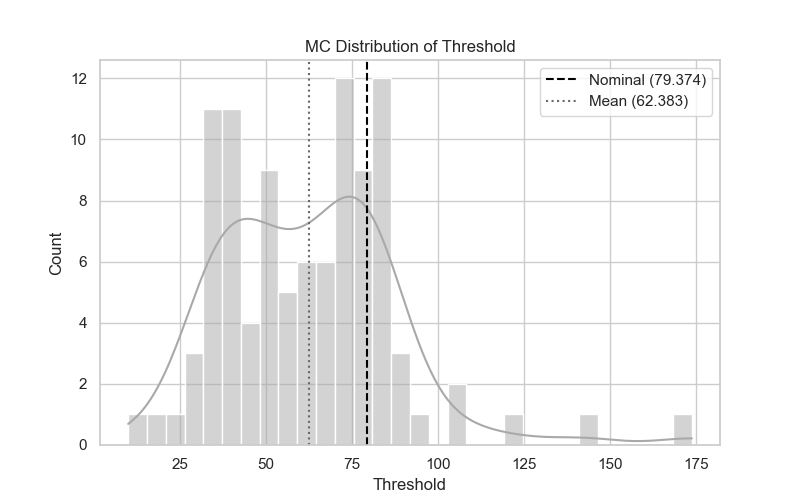 MC Distribution of Threshold
Nominal (79.374)
Mean (62.383)
Count
12
10
8
6
4
2
0
25 50 75 100 125 150 175
Threshold